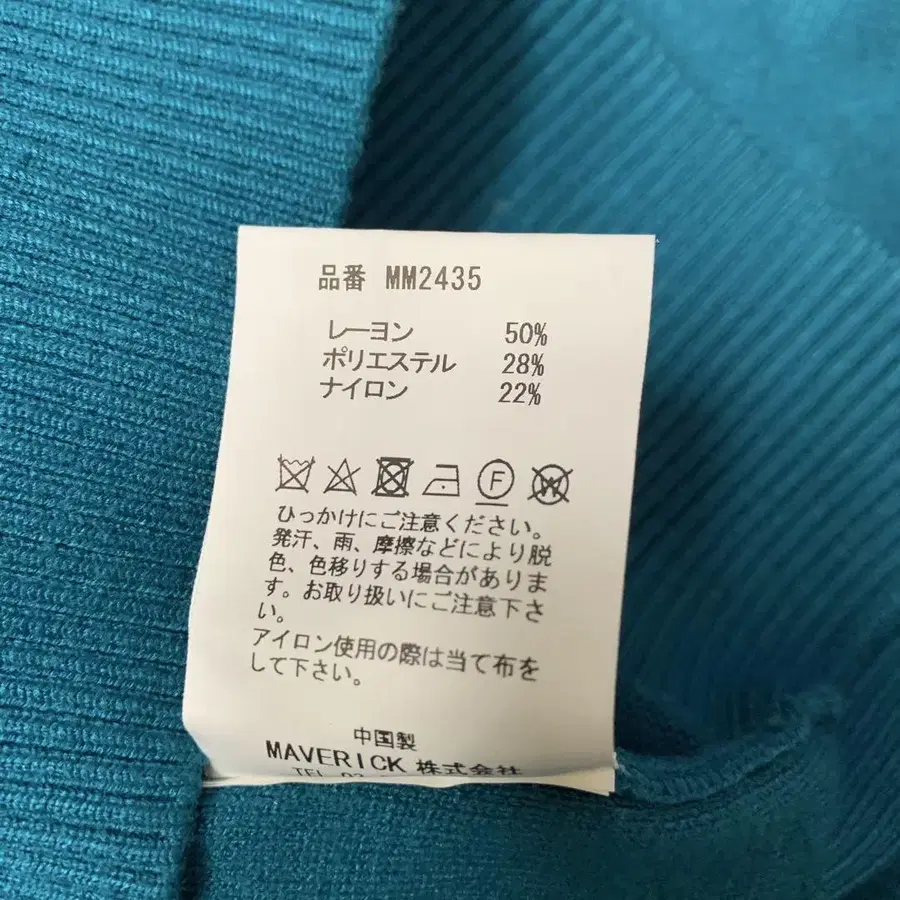 品番 MM2435
レーヨン 50%
ポリエステル 28%
ナイロン 22%
F
W
ひっかけにご注意ください。
発汗、雨、摩擦などにより脱
色、色移りする場合がありま
す。お取り扱いにご注意下さ
い。
アイロン使用の際は当て布を
して下さい。
中国製
MAVERICK 株式会社
TEL 03